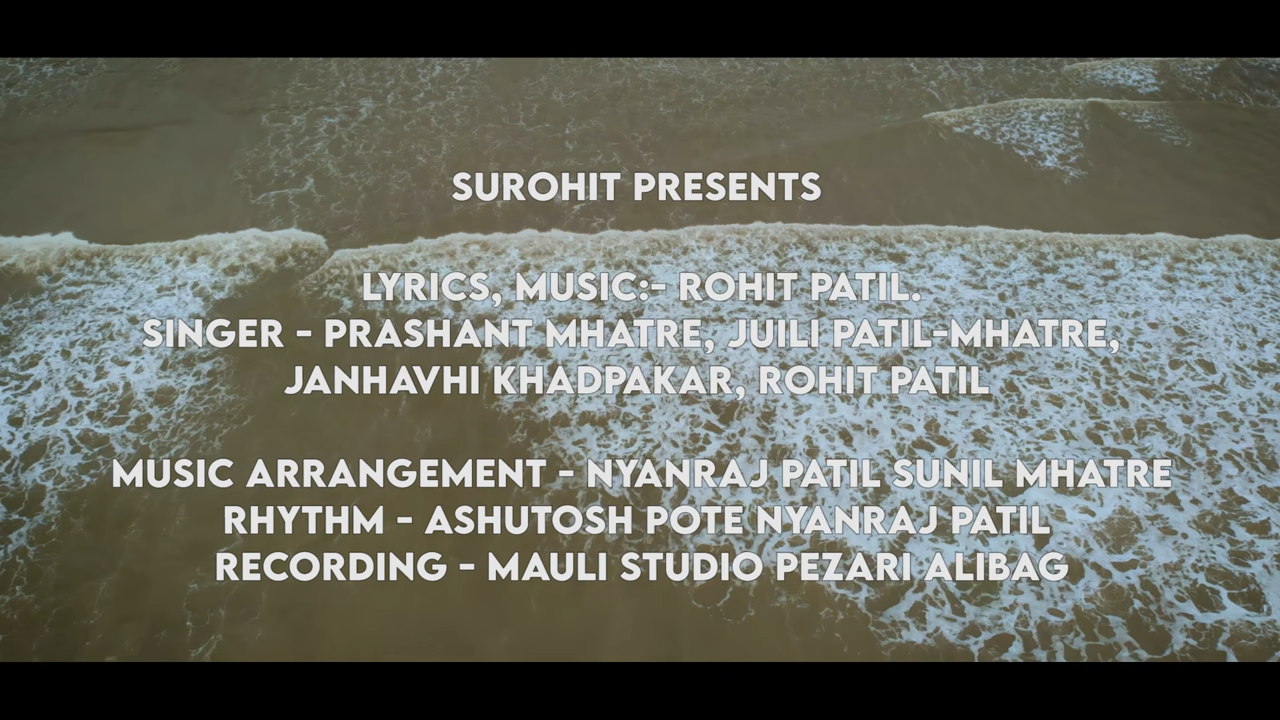 SUROHIT PRESENTS
LYRICS, MUSIC:- ROHIT PATIL.
SINGER - PRASHANT MHATRE, JUILI PATIL-MHATRE,
JANHAVHI KHADPAKAR, ROHIT PATIL
MUSIC ARRANGEMENT - NYANRAJ PATIL SUNIL MHATRE
RHYTHM - ASHUTOSH POTE NYANRAJ PATIL
RECORDING - MAULI STUDIO PEZARI ALIBAG